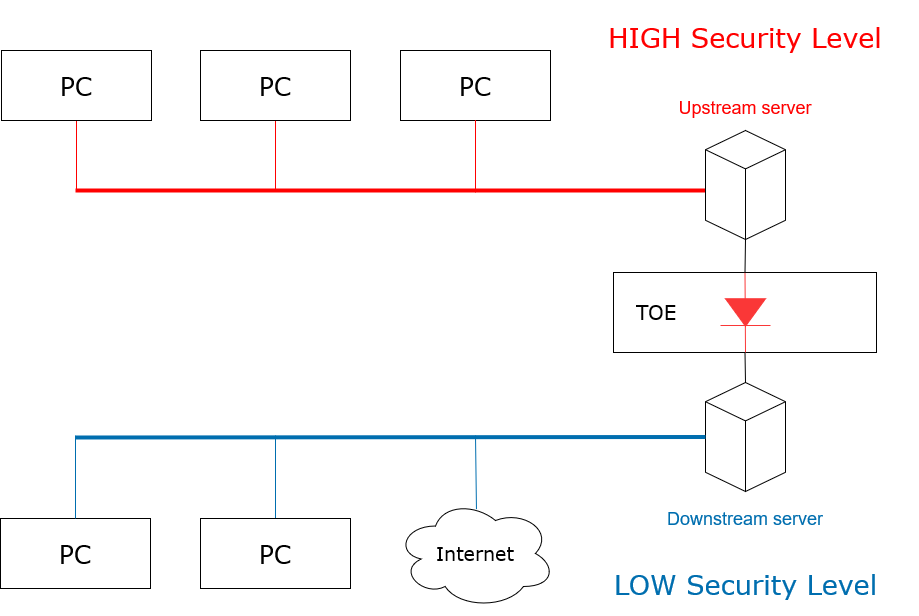 HIGH Security Level
PC
PC
PC
Upstream server
TOE
Downstream server
PC
PC
Internet
LOW Security Level